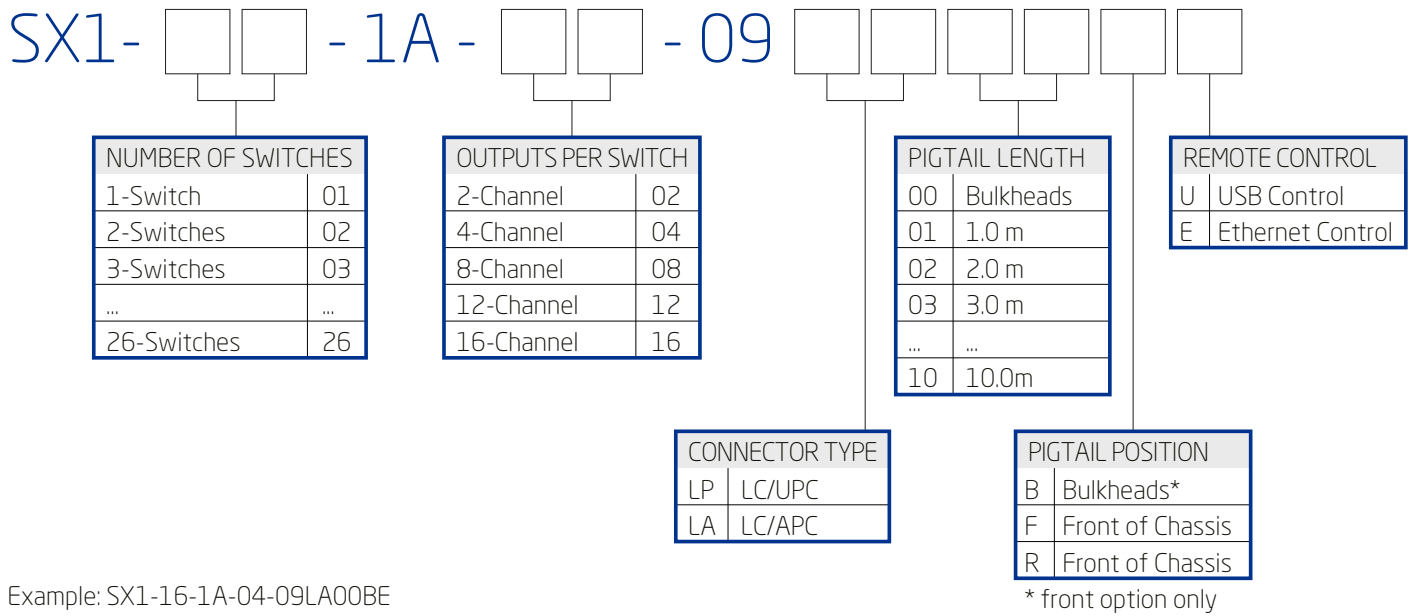 SX1- - 1A - - 09
NUMBER OF SWITCHES
1-Switch 01
2-Switches 02
3-Switches 03
... ...
26-Switches 26
OUTPUTS PER SWITCH
2-Channel 02
4-Channel 04
8-Channel 08
12-Channel 12
16-Channel 16
PIGTAIL LENGTH
00 Bulkheads
01 1.0 m
02 2.0 m
03 3.0 m
... ...
10 10.0m
REMOTE CONTROL
U USB Control
E Ethernet Control
CONNECTOR TYPE
LP LC/UPC
LA LC/APC
PIGTAIL POSITION
B Bulkheads*
F Front of Chassis
R Front of Chassis
* front option only
Example: SX1-16-1A-04-09LA00BE